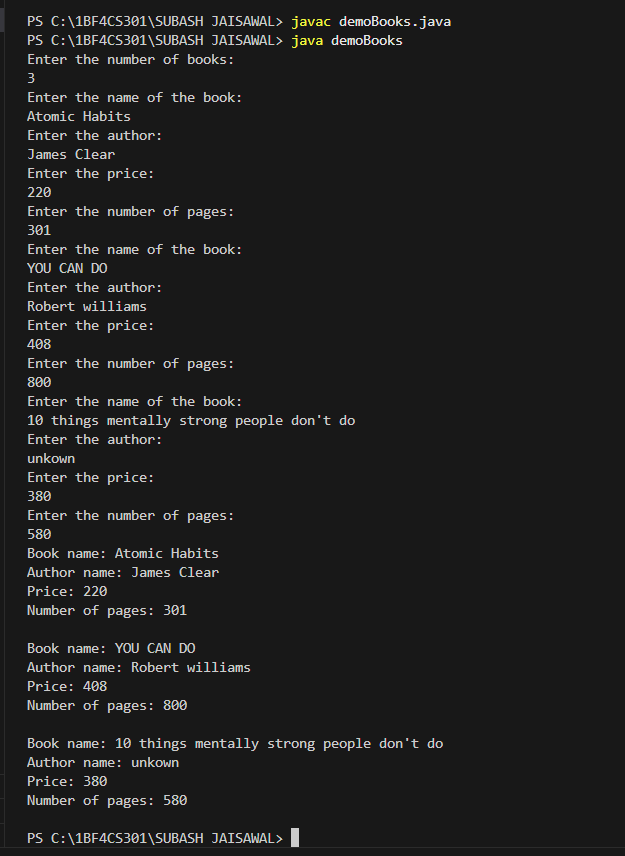 PS C:\1BF4CS301\SUBASH JAISAWAL> javac demoBooks.java
PS C:\1BF4CS301\SUBASH JAISAWAL> java demoBooks
Enter the number of books:
3
Enter the name of the book:
Atomic Habits
Enter the author:
James Clear
Enter the price:
220
Enter the number of pages:
301
Enter the name of the book:
YOU CAN DO
Enter the author:
Robert williams
Enter the price:
408
Enter the number of pages:
800
Enter the name of the book:
10 things mentally strong people don't do
Enter the author:
unkown
Enter the price:
380
Enter the number of pages:
580
Book name: Atomic Habits
Author name: James Clear
Price: 220
Number of pages: 301

Book name: YOU CAN DO
Author name: Robert williams
Price: 408
Number of pages: 800

Book name: 10 things mentally strong people don't do
Author name: unkown
Price: 380
Number of pages: 580

PS C:\1BF4CS301\SUBASH JAISAWAL>